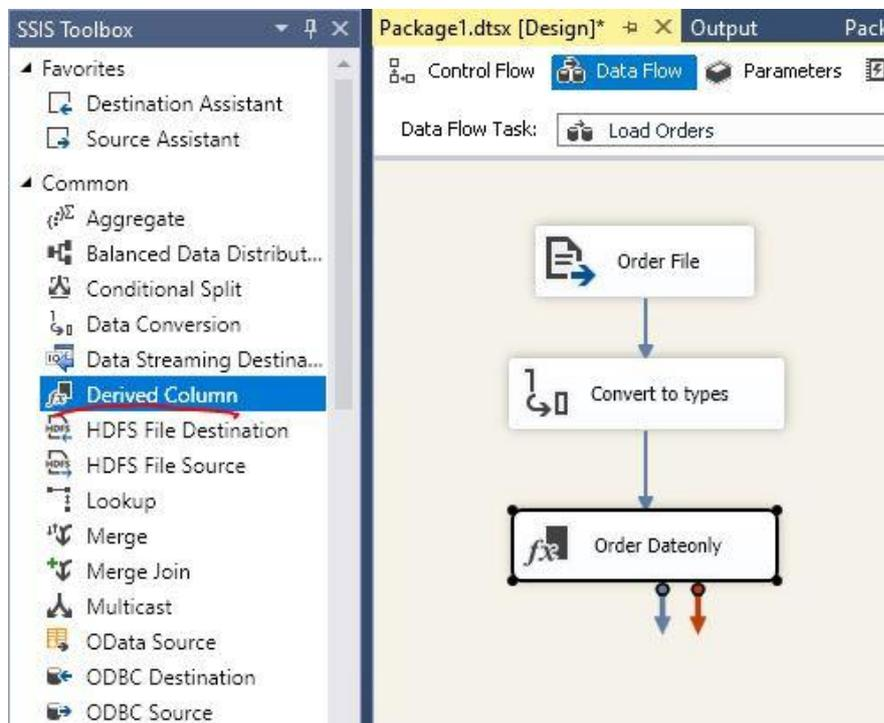 SSIS Toolbox
Favorites
Destination Assistant
Source Assistant
Common
Aggregate
Balanced Data Distribut...
Conditional Split
Data Conversion
Data Streaming Destina...
Derived Column
HDFS File Destination
HDFS File Source
Lookup
Merge
Merge Join
Multicast
OData Source
ODBC Destination
ODBC Source
Package1.dtsx [Design]* Output Pack
Control Flow Data Flow Parameters
Data Flow Task: Load Orders
Order File
Convert to types
Order Dateonly